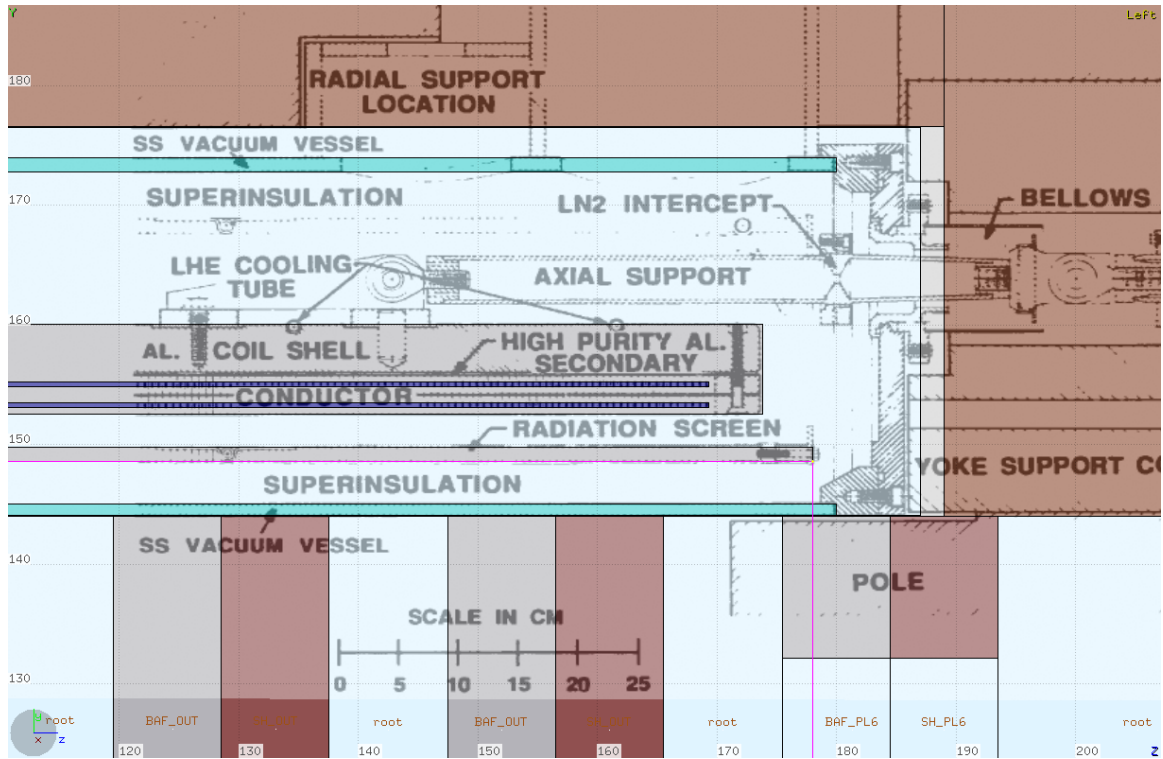 Y
Left
180
RADIAL SUPPORT
LOCATION
SS VACUUM VESSEL
170
SUPERINSULATION
LN2 INTERCEPT
BELLOWS
LHE COOLING
TUBE
AXIAL SUPPORT
160
AL. COIL SHELL
HIGH PURITY AL.
SECONDARY
CONDUCTOR
150
RADIATION SCREEN
YOKE SUPPORT CO
SUPERINSULATION
SS VACUUM VESSEL
140
POLE
SCALE IN CM
0 5 10 15 20 25
130
root BAF_OUT root BAF_OUT root BAF_PL6 SH_PL6 root
y
x z
120 130 140 150 160 170 180 190 200 Z